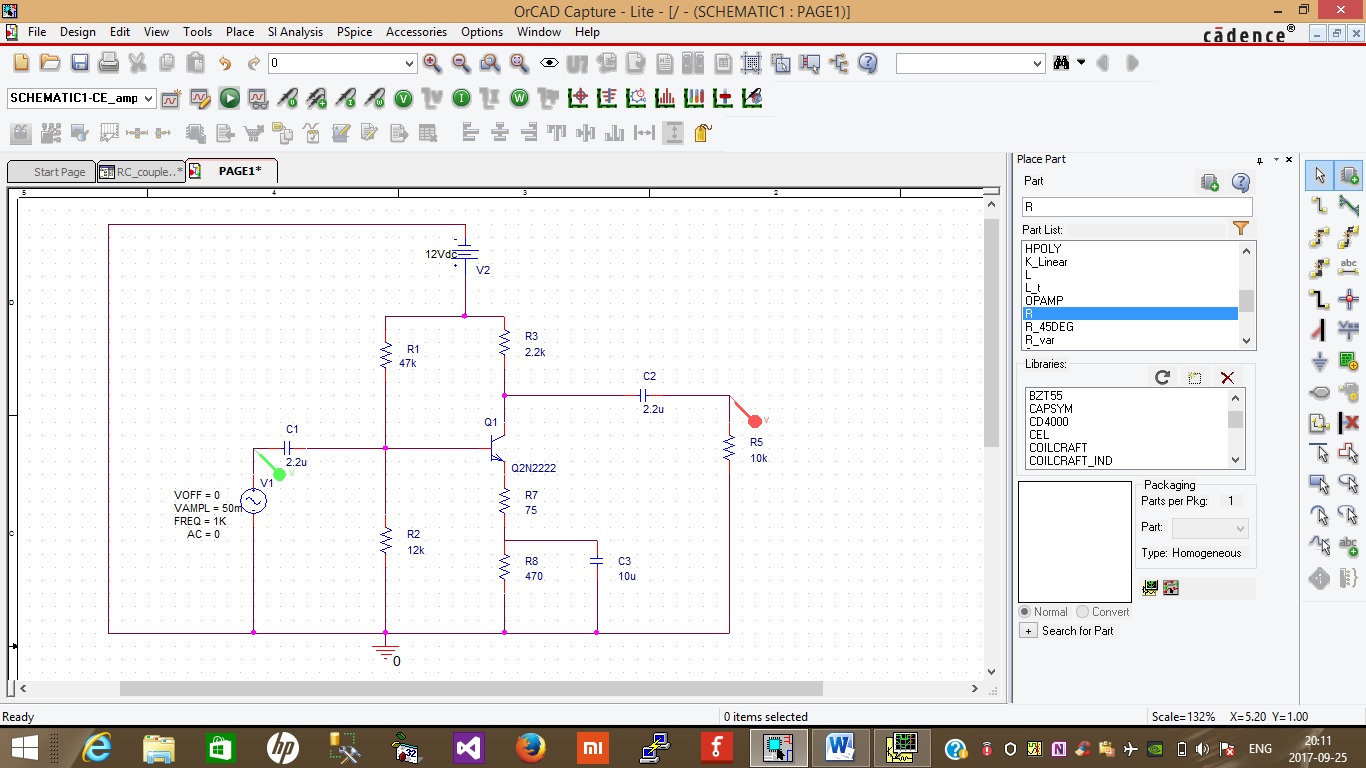 OrCAD Capture - Lite - [/ - (SCHEMATIC1 : PAGE1)]
File Design Edit View Tools Place SI Analysis PSpice Accessories Options Window Help
cādence®
0
U?
SCHEMATIC1-CE_amp
V I W
Start Page RC_couple..* PAGE1*
5 4 3 2
D
C
12Vdc
-
+
V2
R1
47k
R3
2.2k
C2
2.2u
V
R5
10k
Q1
Q2N2222
C1
2.2u
V1
VOFF = 0
VAMPL = 50m
FREQ = 1K
AC = 0
R7
75
R2
12k
R8
470
C3
10u
0
Place Part
Part
R
Part List:
HPOLY
K_Linear
L
L_t
OPAMP
R
R_45DEG
R_var
Libraries:
BZT55
CAPSYM
CD4000
CEL
COILCRAFT
COILCRAFT_IND
Packaging
Parts per Pkg: 1
Part:
Type: Homogeneous
Normal Convert
+ Search for Part
abc
abc
Ready
0 items selected
Scale=132% X=5.20 Y=1.00
hp
32
mi
f
W
N
ENG
20:11
2017-09-25